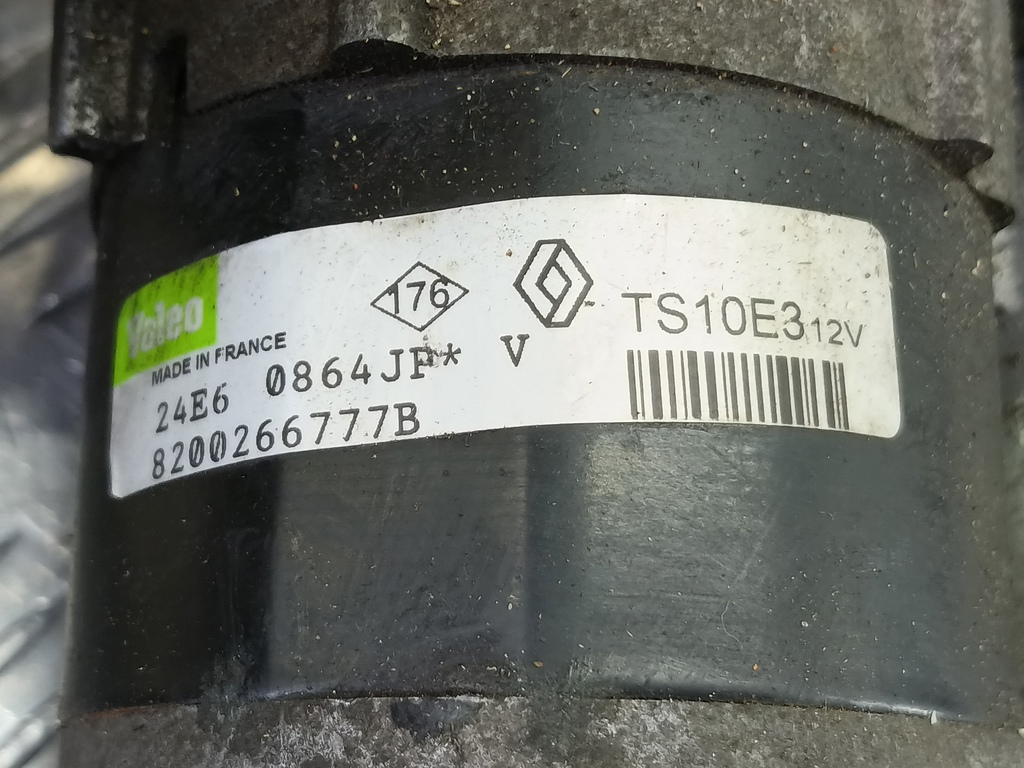 Valeo
176
TS10E3 12V
MADE IN FRANCE
24E6 0864JP* V
8200266777B